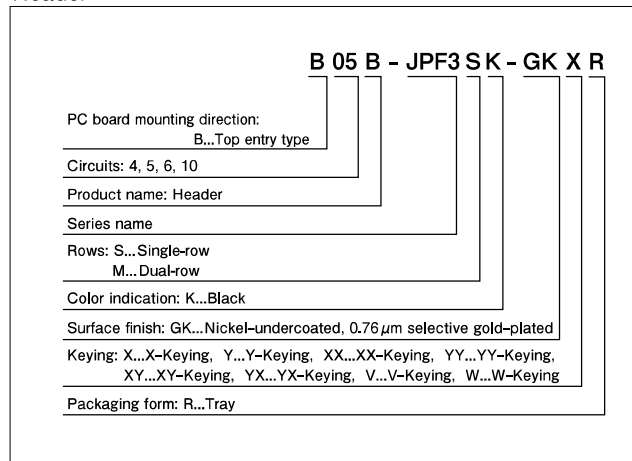 B 05 B - JPF3 S K - GK X R
PC board mounting direction:
B...Top entry type
Circuits: 4, 5, 6, 10
Product name: Header
Series name
Rows: S...Single-row
M...Dual-row
Color indication: K...Black
Surface finish: GK...Nickel-undercoated, 0.76 μm selective gold-plated
Keying: X...X-Keying, Y...Y-Keying, XX...XX-Keying, YY...YY-Keying,
XY...XY-Keying, YX...YX-Keying, V...V-Keying, W...W-Keying
Packaging form: R...Tray